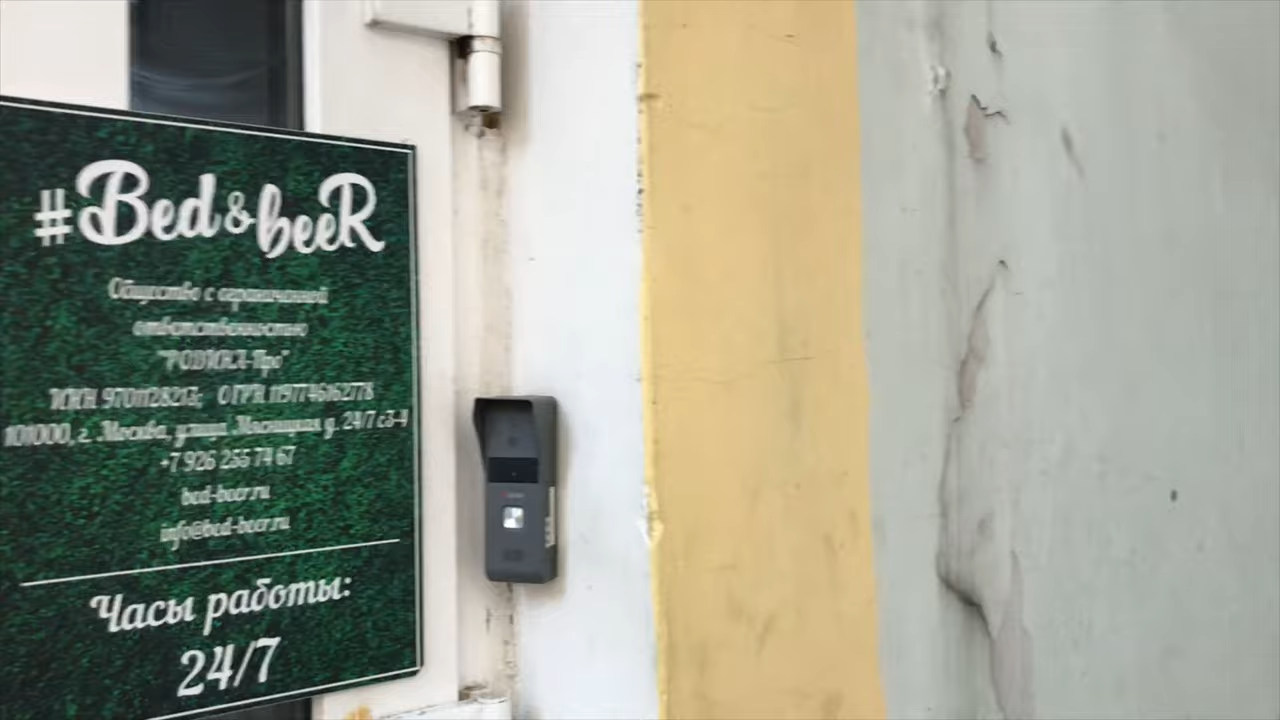 #Bed&beeR
Общество с ограниченной
ответственностью
"РОДИНА-Про"
ИНН 9701128213; ОГРН 1197746162778
101000, г. Москва, улица Мясницкая д. 24/7 с3-4
+7 926 255 74 67
bed-beer.ru
info@bed-beer.ru
Часы работы:
24/7